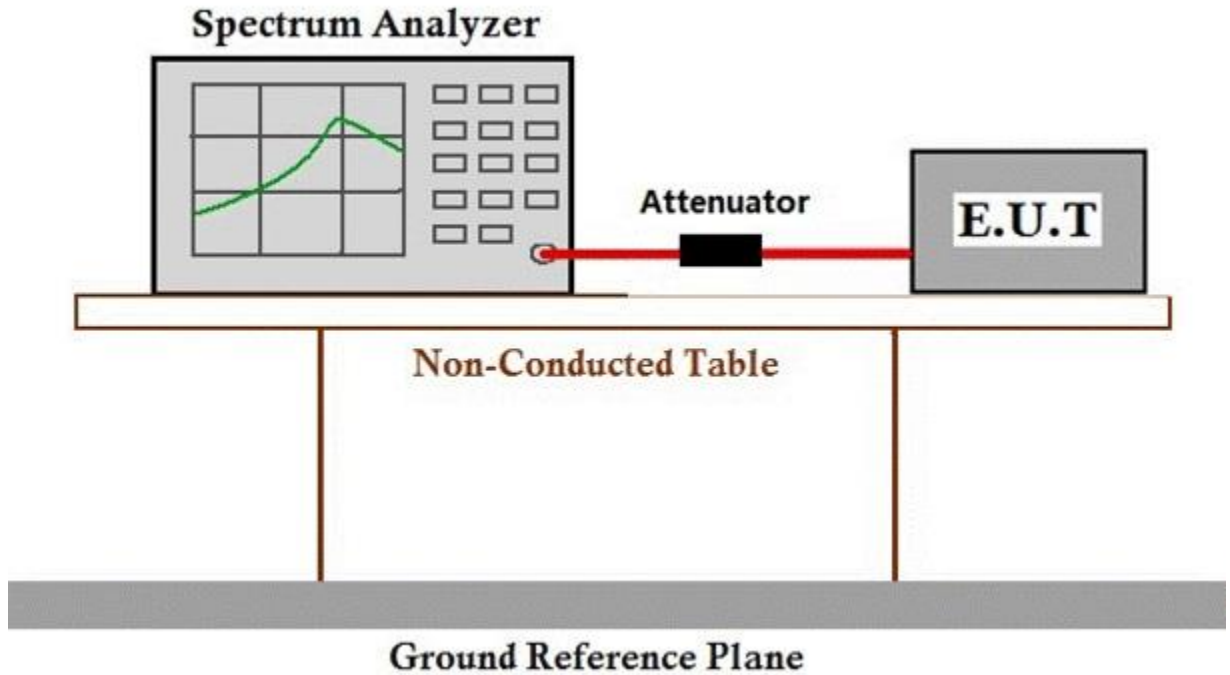 Spectrum Analyzer
Attenuator
E.U.T
Non-Conducted Table
Ground Reference Plane